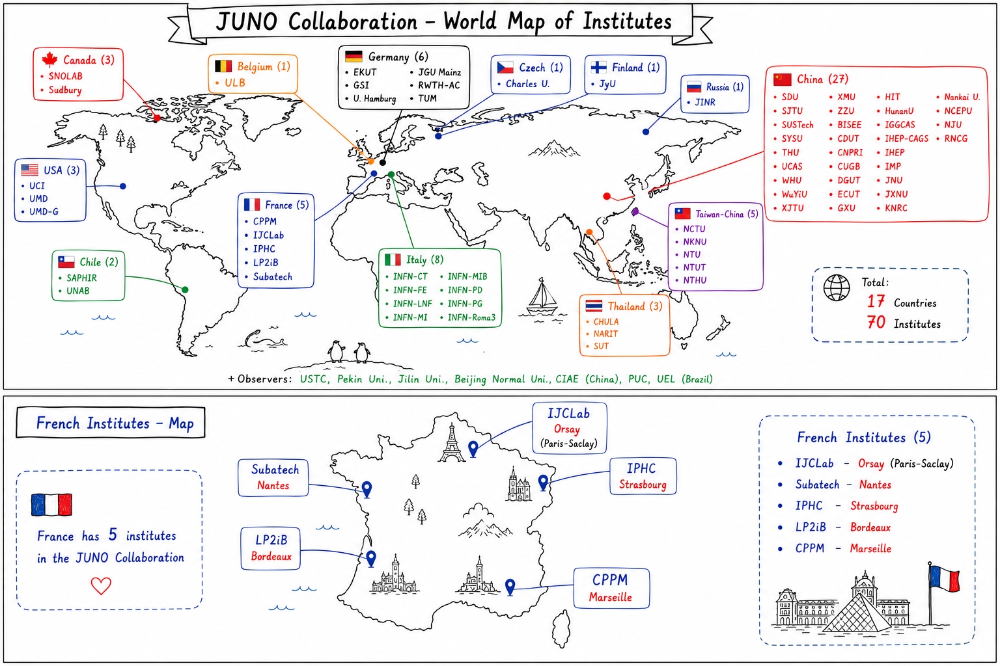 JUNO Collaboration – World Map of Institutes
Canada (3)
• SNOLAB
• Sudbury
Belgium (1)
• ULB
Germany (6)
• EKUT
• GSI
• U. Hamburg
• JGU Mainz
• RWTH-AC
• TUM
Czech (1)
• Charles U.
Finland (1)
• JyU
Russia (1)
• JINR
China (27)
• SDU
• SJTU
• SUSTech
• SYSU
• THU
• UCAS
• WHU
• WuYiU
• XJTU
• XMU
• ZZU
• BISEE
• CDUT
• CNPRI
• CUGB
• DGUT
• ECUT
• GXU
• HIT
• HunanU
• IGGCAS
• IHEP-CAGS
• IHEP
• IMP
• JNU
• JXNU
• KNRC
• Nankai U.
• NCEPU
• NJU
• RNCG
USA (3)
• UCI
• UMD
• UMD-G
France (5)
• CPPM
• IJCLab
• IPHC
• LP2iB
• Subatech
Taiwan-China (5)
• NCTU
• NKNU
• NTU
• NTUT
• NTHU
Chile (2)
• SAPHIR
• UNAB
Italy (8)
• INFN-CT
• INFN-FE
• INFN-LNF
• INFN-MI
• INFN-MIB
• INFN-PD
• INFN-PG
• INFN-Roma3
Thailand (3)
• CHULA
• NARIT
• SUT
Total:
17 Countries
70 Institutes
+ Observers: USTC, Pekin Uni., Jilin Uni., Beijing Normal Uni., CIAE (China), PUC, UEL (Brazil)
French Institutes – Map
France has 5 institutes
in the JUNO Collaboration
IJCLab
Orsay
(Paris-Saclay)
Subatech
Nantes
IPHC
Strasbourg
LP2iB
Bordeaux
CPPM
Marseille
French Institutes (5)
• IJCLab – Orsay (Paris-Saclay)
• Subatech – Nantes
• IPHC – Strasbourg
• LP2iB – Bordeaux
• CPPM – Marseille